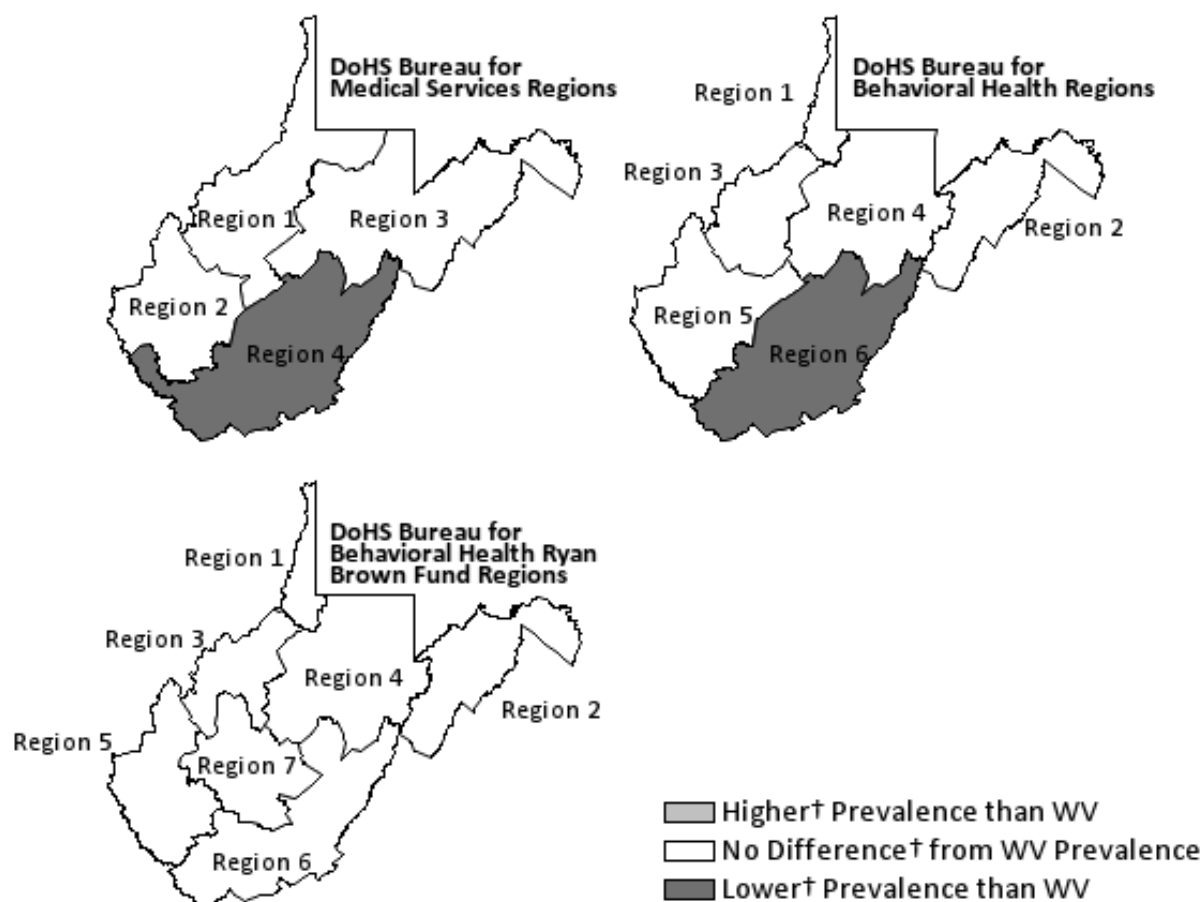 DoHS Bureau for
Medical Services Regions
Region 1
Region 3
Region 2
Region 4
DoHS Bureau for
Behavioral Health Regions
Region 1
Region 3
Region 4
Region 2
Region 5
Region 6
DoHS Bureau for
Behavioral Health Ryan
Brown Fund Regions
Region 1
Region 3
Region 4
Region 2
Region 5
Region 7
Region 6
Higher† Prevalence than WV
No Difference† from WV Prevalence
Lower† Prevalence than WV